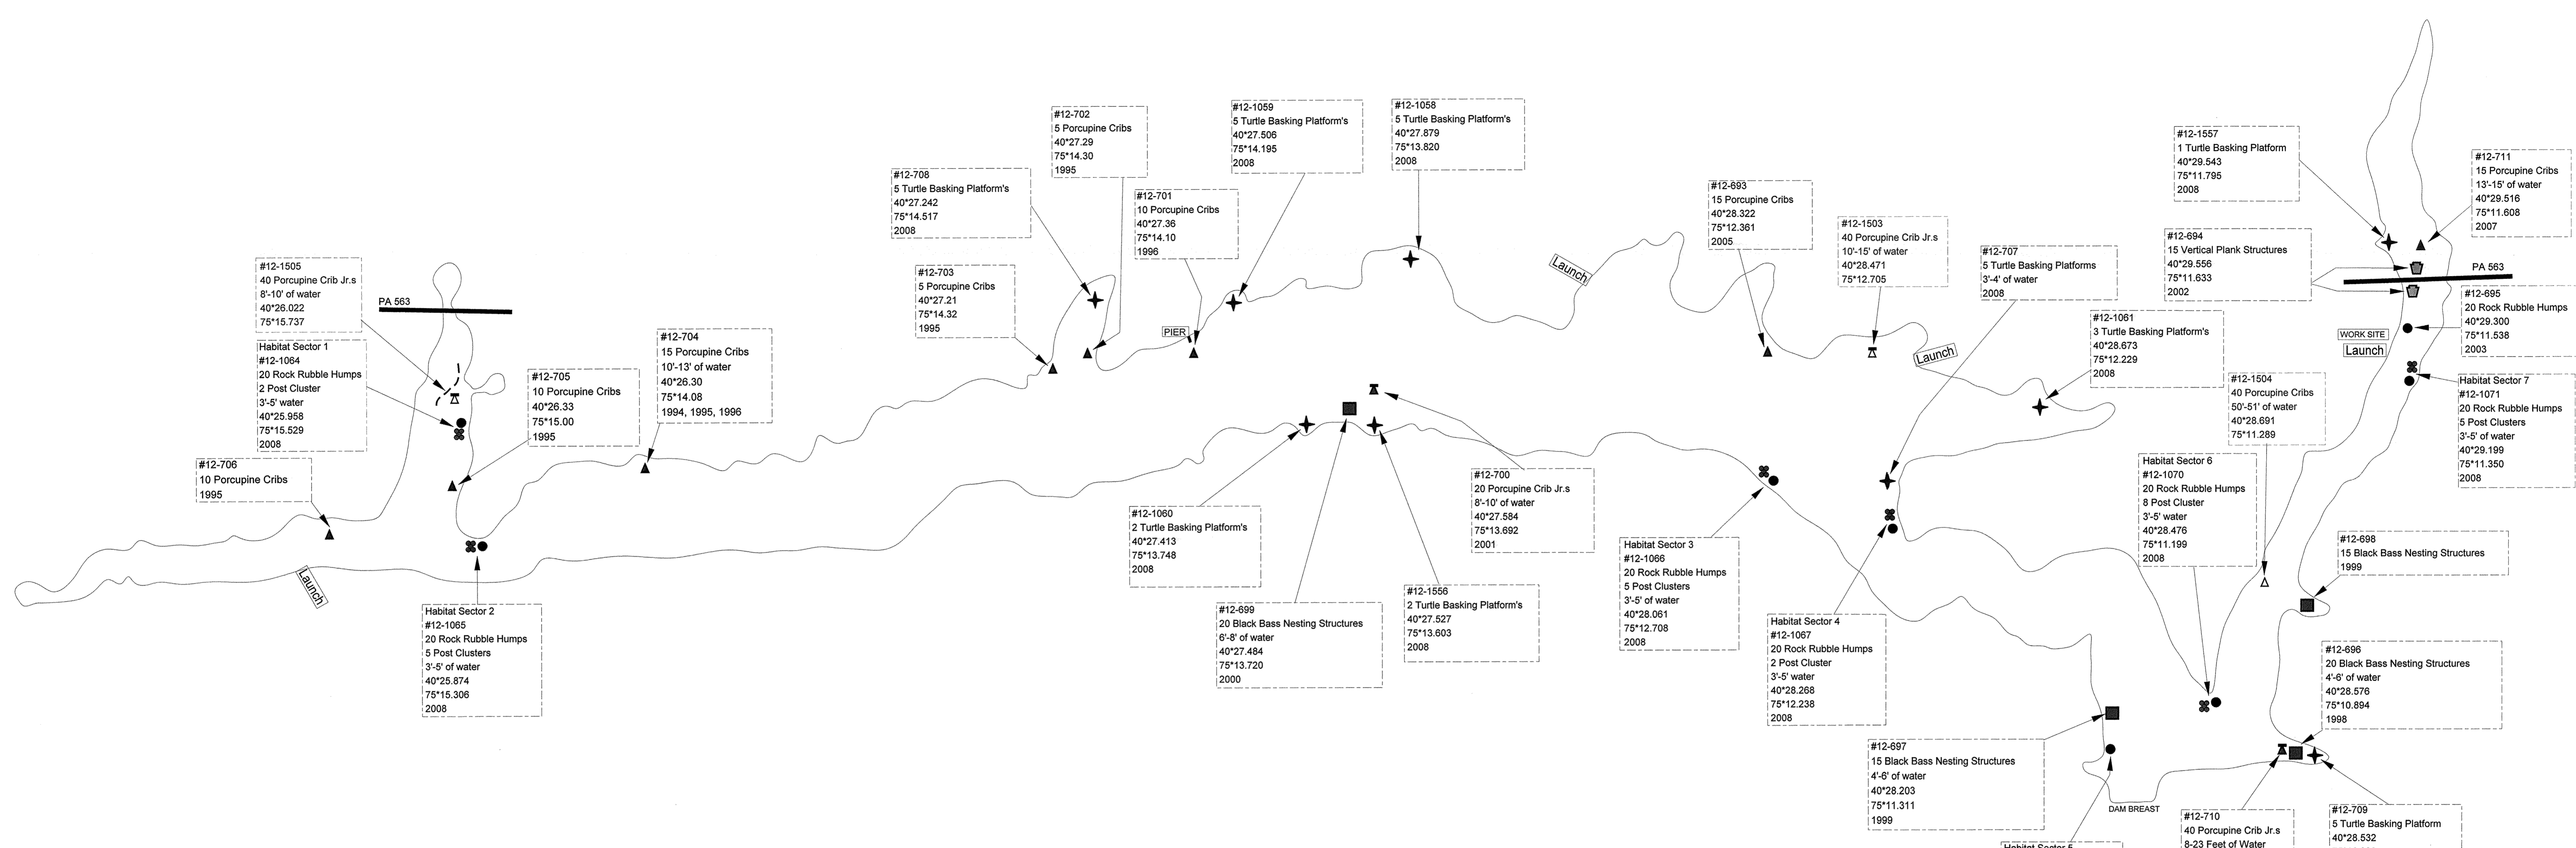 #12-1505
40 Porcupine Crib Jr.s
8'-10' of water
40*26.022
75*15.737
Habitat Sector 1
#12-1064
20 Rock Rubble Humps
2 Post Cluster
3'-5' water
40*25.958
75*15.529
2008
#12-706
10 Porcupine Cribs
1995
PA 563
Launch
Habitat Sector 2
#12-1065
20 Rock Rubble Humps
5 Post Clusters
3'-5' of water
40*25.874
75*15.306
2008
#12-705
10 Porcupine Cribs
40*26.33
75*15.00
1995
#12-704
15 Porcupine Cribs
10'-13' of water
40*26.30
75*14.08
1994, 1995, 1996
#12-708
5 Turtle Basking Platform's
40*27.242
75*14.517
2008
#12-703
5 Porcupine Cribs
40*27.21
75*14.32
1995
#12-702
5 Porcupine Cribs
40*27.29
75*14.30
1995
#12-701
10 Porcupine Cribs
40*27.36
75*14.10
1996
PIER
#12-1059
5 Turtle Basking Platform's
40*27.506
75*14.195
2008
#12-1058
5 Turtle Basking Platform's
40*27.879
75*13.820
2008
Launch
#12-1060
2 Turtle Basking Platform's
40*27.413
75*13.748
2008
#12-699
20 Black Bass Nesting Structures
6'-8' of water
40*27.484
75*13.720
2000
#12-1556
2 Turtle Basking Platform's
40*27.527
75*13.603
2008
#12-700
20 Porcupine Crib Jr.s
8'-10' of water
40*27.584
75*13.692
2001
#12-693
15 Porcupine Cribs
40*28.322
75*12.361
2005
#12-1503
40 Porcupine Crib Jr.s
10'-15' of water
40*28.471
75*12.705
Launch
#12-707
5 Turtle Basking Platforms
3'-4' of water
2008
#12-1061
3 Turtle Basking Platform's
40*28.673
75*12.229
2008
Habitat Sector 3
#12-1066
20 Rock Rubble Humps
5 Post Clusters
3'-5' of water
40*28.061
75*12.708
2008
Habitat Sector 4
#12-1067
20 Rock Rubble Humps
2 Post Cluster
3'-5' water
40*28.268
75*12.238
2008
#12-697
15 Black Bass Nesting Structures
4'-6' of water
40*28.203
75*11.311
1999
Habitat Sector 5
DAM BREAST
Habitat Sector 6
#12-1070
20 Rock Rubble Humps
8 Post Cluster
3'-5' water
40*28.476
75*11.199
2008
#12-1504
40 Porcupine Cribs
50'-51' of water
40*28.691
75*11.289
#12-1557
1 Turtle Basking Platform
40*29.543
75*11.795
2008
#12-694
15 Vertical Plank Structures
40*29.556
75*11.633
2002
#12-711
15 Porcupine Cribs
13'-15' of water
40*29.516
75*11.608
2007
PA 563
#12-695
20 Rock Rubble Humps
40*29.300
75*11.538
2003
WORK SITE
Launch
Habitat Sector 7
#12-1071
20 Rock Rubble Humps
5 Post Clusters
3'-5' of water
40*29.199
75*11.350
2008
#12-698
15 Black Bass Nesting Structures
1999
#12-696
20 Black Bass Nesting Structures
4'-6' of water
40*28.576
75*10.894
1998
#12-710
40 Porcupine Crib Jr.s
8-23 Feet of Water
#12-709
5 Turtle Basking Platform
40*28.532